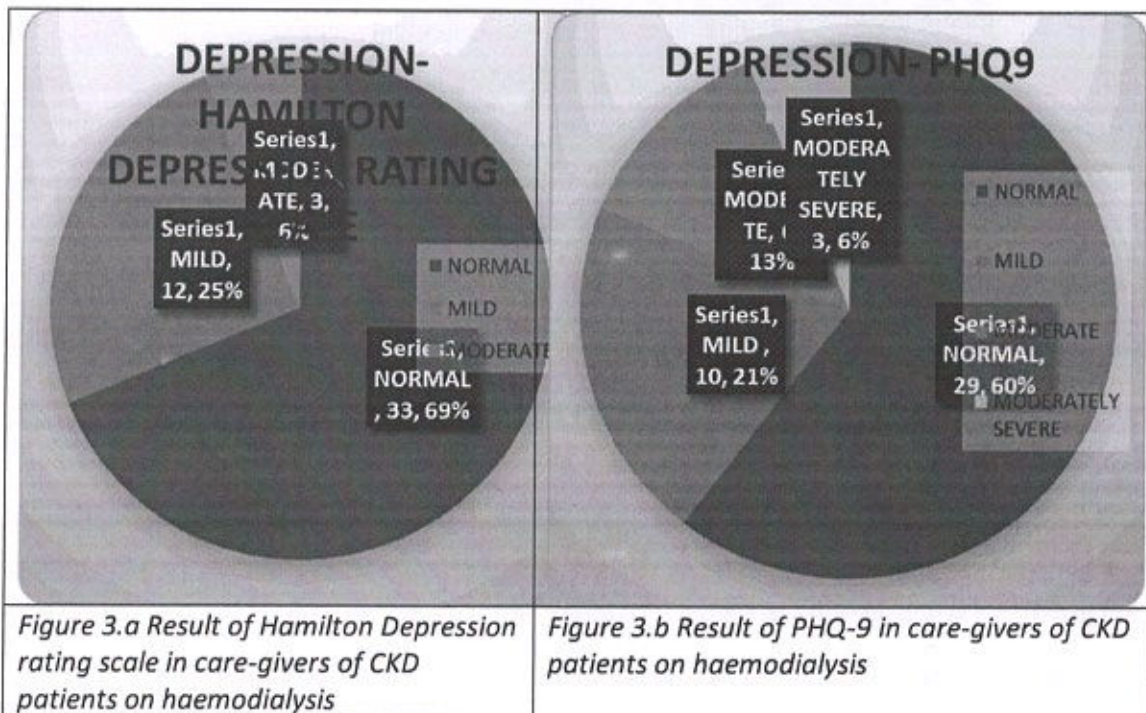 DEPRESSION-
HAMILTON
RATING
Series1,
ATE, 3,
6%
Series1,
MILD,
12, 25%
NORMAL
MILD
MODERATE
NORMAL
, 33, 69%
DEPRESSION- PHQ9
Series1,
MODERA
TELY
SEVERE,
3, 6%
13%
Series1,
MILD ,
10, 21%
Series1,
NORMAL,
29, 60%
NORMAL
MILD
MODERATELY
SEVERE
Figure 3.a Result of Hamilton Depression
rating scale in care-givers of CKD
patients on haemodialysis
Figure 3.b Result of PHQ-9 in care-givers of CKD
patients on haemodialysis